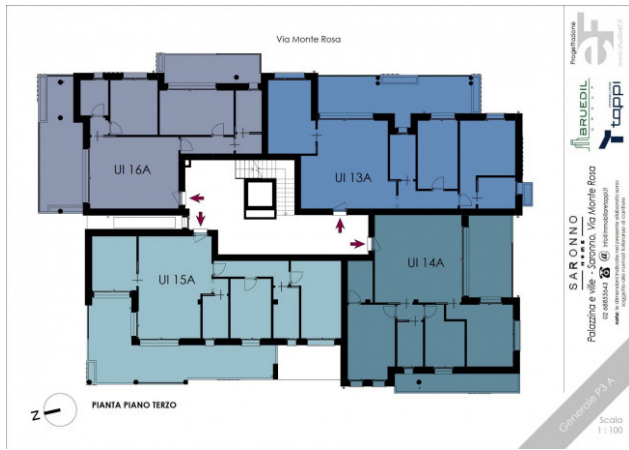 Via Monte Rosa
UI 16A
UI 13A
UI 15A
UI 14A
PIANTA PIANO TERZO
Z
Progettazione
BRUEDIL
tappi
SARONNO
HOME
Palazzina e ville - Saronno, Via Monte Rosa
Generale P3 A
Scala
1 : 100